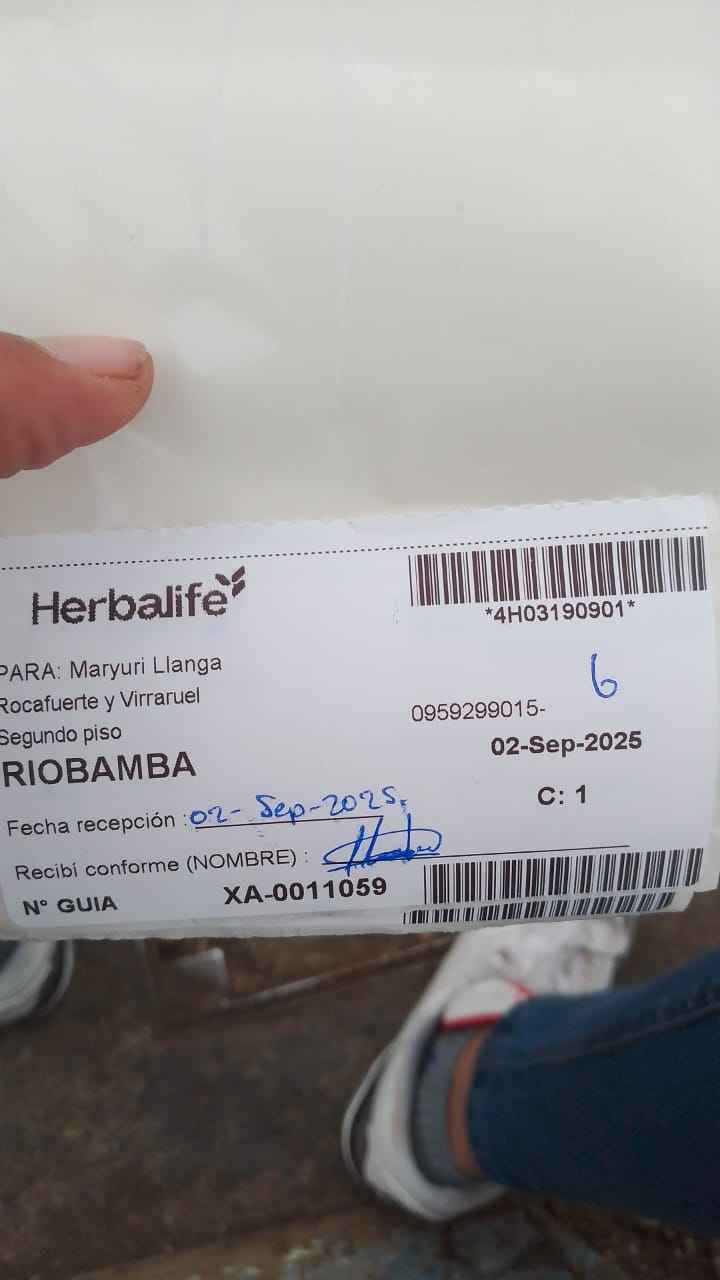 Herbalife
*4H03190901*
PARA: Maryuri Llanga
Rocafuerte y Virraruel
Segundo piso
RIOBAMBA
0959299015-
6
02-Sep-2025
C: 1
Fecha recepción : 02-Sep-2025,
Recibí conforme (NOMBRE) :
N° GUIA XA-0011059